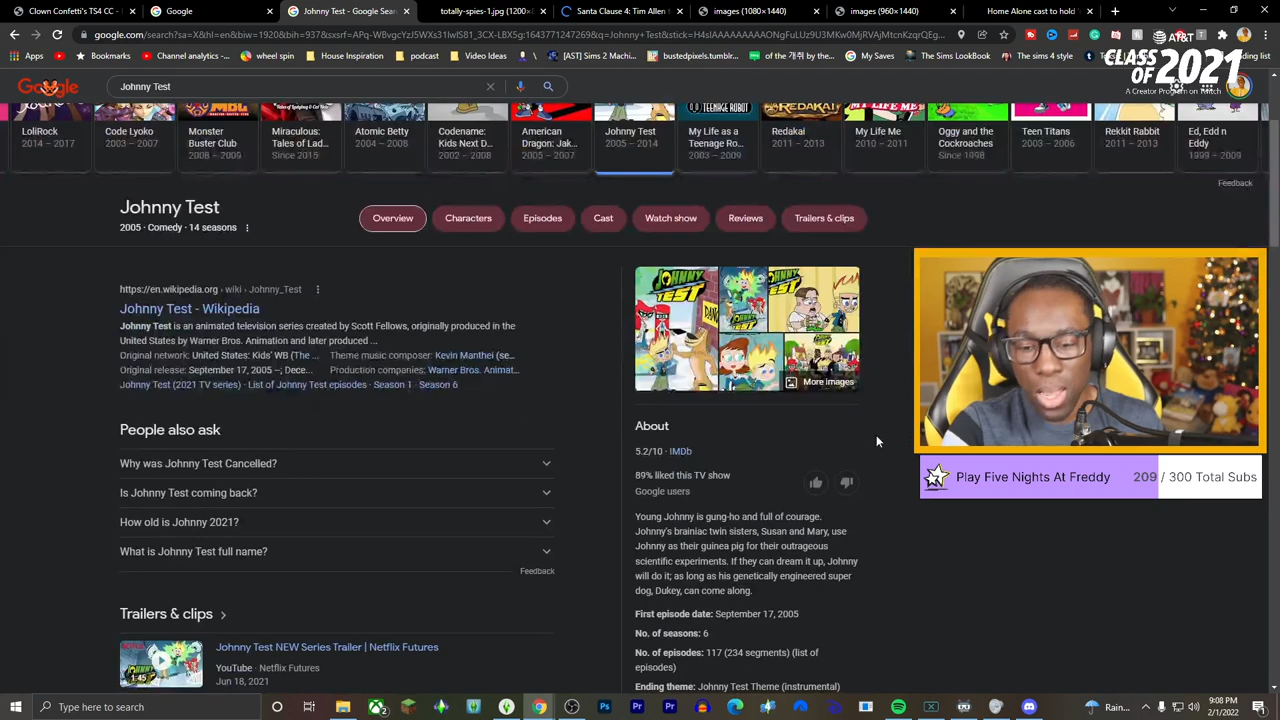 Clown Confetti's TS4 CC F
Google
Johnny Test - Google Search
totally-spies-1.jpg (1200×
Santa Clause 4: Tim Allen
images (1080×1440)
images (960×1440)
Home Alone cast to hold
AT&T
CLASS OF 2021
A Creator Program on Twitch
Apps
House Inspiration
podcast
Video Ideas
[All] Sims 2 Machini...
bustedpixels.tumblr...
My Saves
The Sims LookBook
The sims 4 style
Johnny Test
LoliRock
2014 – 2017
Code Lyoko
2003 – 2007
Monster Buster Club
2008 – 2009
Miraculous: Tales of Lad...
Since 2015
Atomic Betty
2004 – 2008
Codename: Kids Next D...
2002 – 2008
American Dragon: Jak...
2005 – 2007
Johnny Test
2005 – 2014
My Life as a Teenage Ro...
2003 – 2009
Redakai
2011 – 2013
My Life Me
2010 – 2011
Oggy and the Cockroaches
Since 1998
Teen Titans
2003 – 2006
Rekkit Rabbit
2011 – 2013
Ed, Edd n Eddy
1999 – 2009
Feedback
Johnny Test
2005 · Comedy · 14 seasons
Overview
Characters
Episodes
Cast
Watch show
Reviews
Trailers & clips
https://en.wikipedia.org › wiki › Johnny_Test
Johnny Test - Wikipedia
Johnny Test is an animated television series created by Scott Fellows, originally produced in the
United States by Warner Bros. Animation and later produced ...
Original network: United States: Kids' WB (The ...
Theme music composer: Kevin Manthei (se...
Original release: September 17, 2005 –; Dece...
Production companies: Warner Bros. Animat...
Johnny Test (2021 TV series) · List of Johnny Test episodes · Season 1 · Season 6
People also ask
Why was Johnny Test Cancelled?
Is Johnny Test coming back?
How old is Johnny 2021?
What is Johnny Test full name?
Feedback
Trailers & clips
1:45
Johnny Test NEW Series Trailer | Netflix Futures
YouTube · Netflix Futures
Jun 18, 2021
JOHNNY TEST
More images
About
5.2/10 · IMDb
89% liked this TV show
Google users
Young Johnny is gung-ho and full of courage.
Johnny's brainiac twin sisters, Susan and Mary, use
Johnny as their guinea pig for their outrageous
scientific experiments. If they can dream it up, Johnny
will do it; as long as his genetically engineered super
dog, Dukey, can come along.
First episode date: September 17, 2005
No. of seasons: 6
No. of episodes: 117 (234 segments) (list of
episodes)
Ending theme: Johnny Test Theme (instrumental)
Play Five Nights At Freddy
209 / 300 Total Subs
Type here to search
Rain...
9:08 PM
2/1/2022